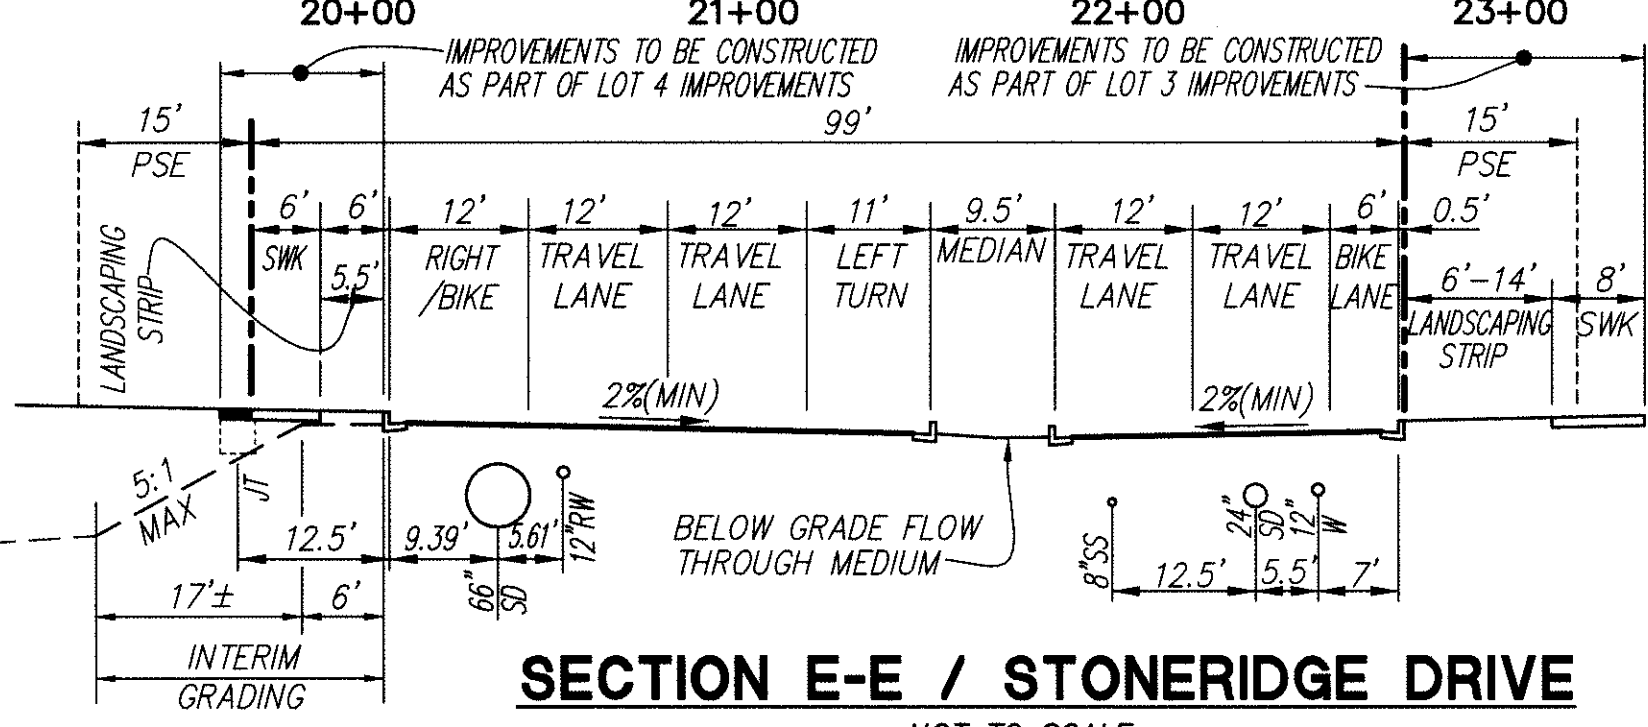 20+00 21+00 22+00 23+00
IMPROVEMENTS TO BE CONSTRUCTED
AS PART OF LOT 4 IMPROVEMENTS
IMPROVEMENTS TO BE CONSTRUCTED
AS PART OF LOT 3 IMPROVEMENTS
15'
PSE
99'
15'
PSE
LANDSCAPING
STRIP
6'
SWK
6'
5.5'
12'
RIGHT
/BIKE
12'
TRAVEL
LANE
12'
TRAVEL
LANE
11'
LEFT
TURN
9.5'
MEDIAN
12'
TRAVEL
LANE
12'
TRAVEL
LANE
6'
BIKE
LANE
0.5'
6'-14'
LANDSCAPING
STRIP
8'
SWK
2%(MIN)
2%(MIN)
5:1
MAX
JT
12.5'
9.39'
66"
SD
5.61'
12"RW
BELOW GRADE FLOW
THROUGH MEDIUM
8"SS
12.5'
24"
SD
5.5'
12"
W
7'
17'±
6'
INTERIM
GRADING
SECTION E-E / STONERIDGE DRIVE
NOT TO SCALE